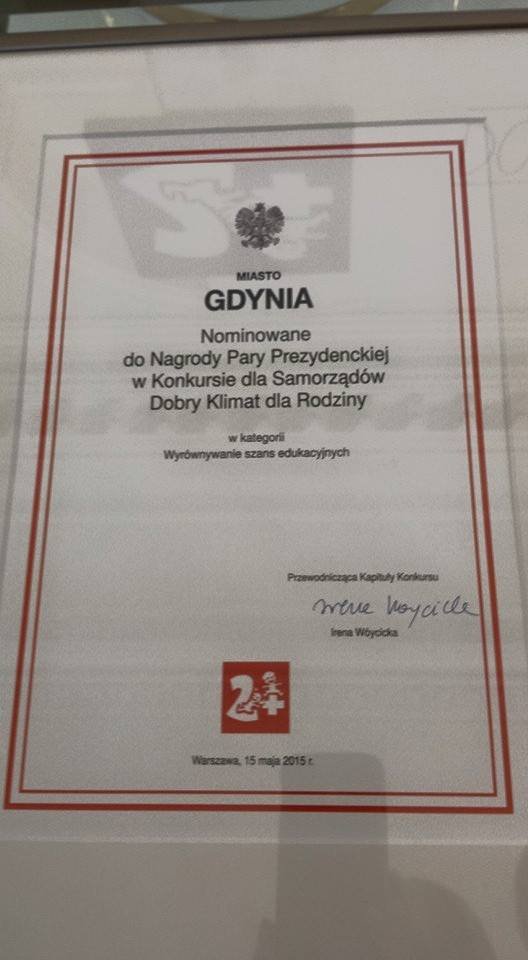 MIASTO
GDYNIA
Nominowane
do Nagrody Pary Prezydenckiej
w Konkursie dla Samorządów
Dobry Klimat dla Rodziny
w kategorii
Wyrównywanie szans edukacyjnych
Przewodnicząca Kapituły Konkursu
Irena Wóycicka
Irena Wóycicka
2+
Warszawa, 15 maja 2015 r.